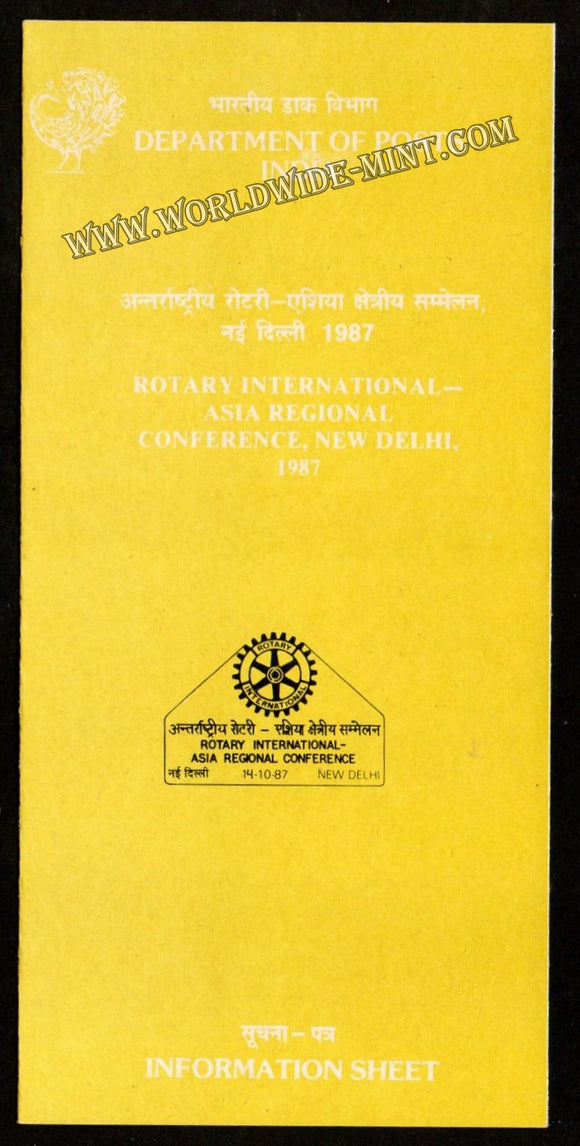 भारतीय डाक विभाग
DEPARTMENT OF POST
WWW.WORLDWIDE-MINT.COM
अन्तर्राष्ट्रीय रोटरी–एशिया क्षेत्रीय सम्मेलन,
नई दिल्ली 1987
ROTARY INTERNATIONAL—
ASIA REGIONAL
CONFERENCE, NEW DELHI,
1987
ROTARY
INTERNATIONAL
अन्तर्राष्ट्रीय रोटरी – एशिया क्षेत्रीय सम्मेलन
ROTARY INTERNATIONAL-
ASIA REGIONAL CONFERENCE
नई दिल्ली 14-10-87 NEW DELHI
सूचना – पत्र
INFORMATION SHEET